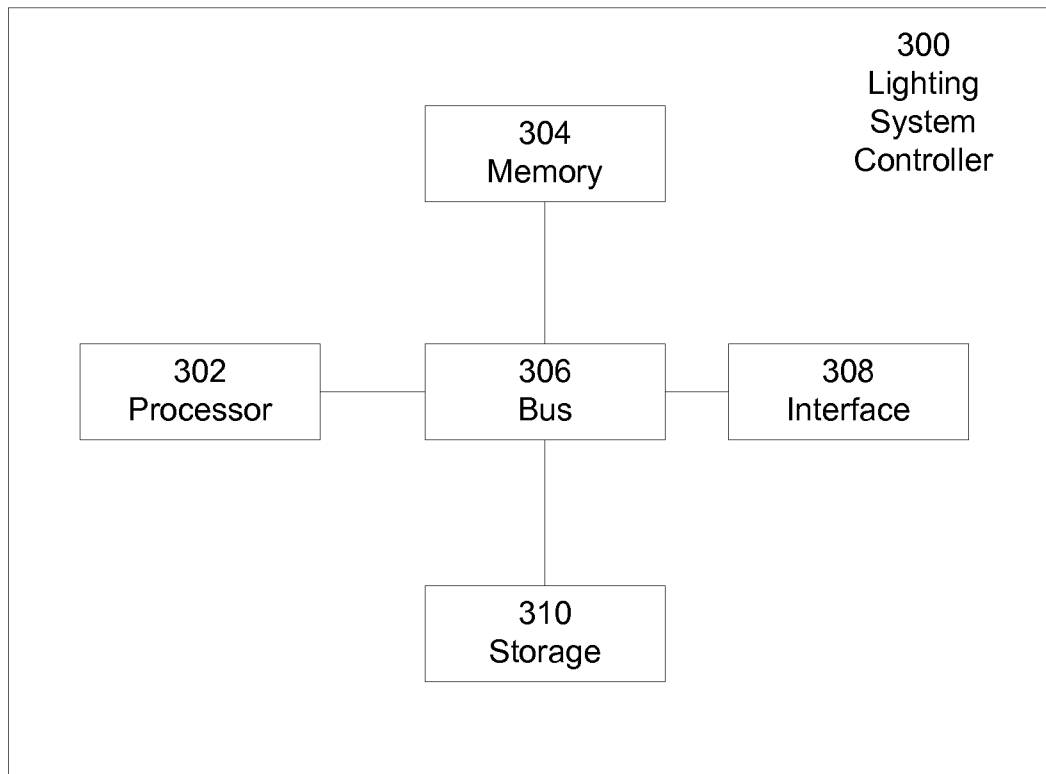 300
Lighting
System
Controller
304
Memory
302
Processor
306
Bus
308
Interface
310
Storage